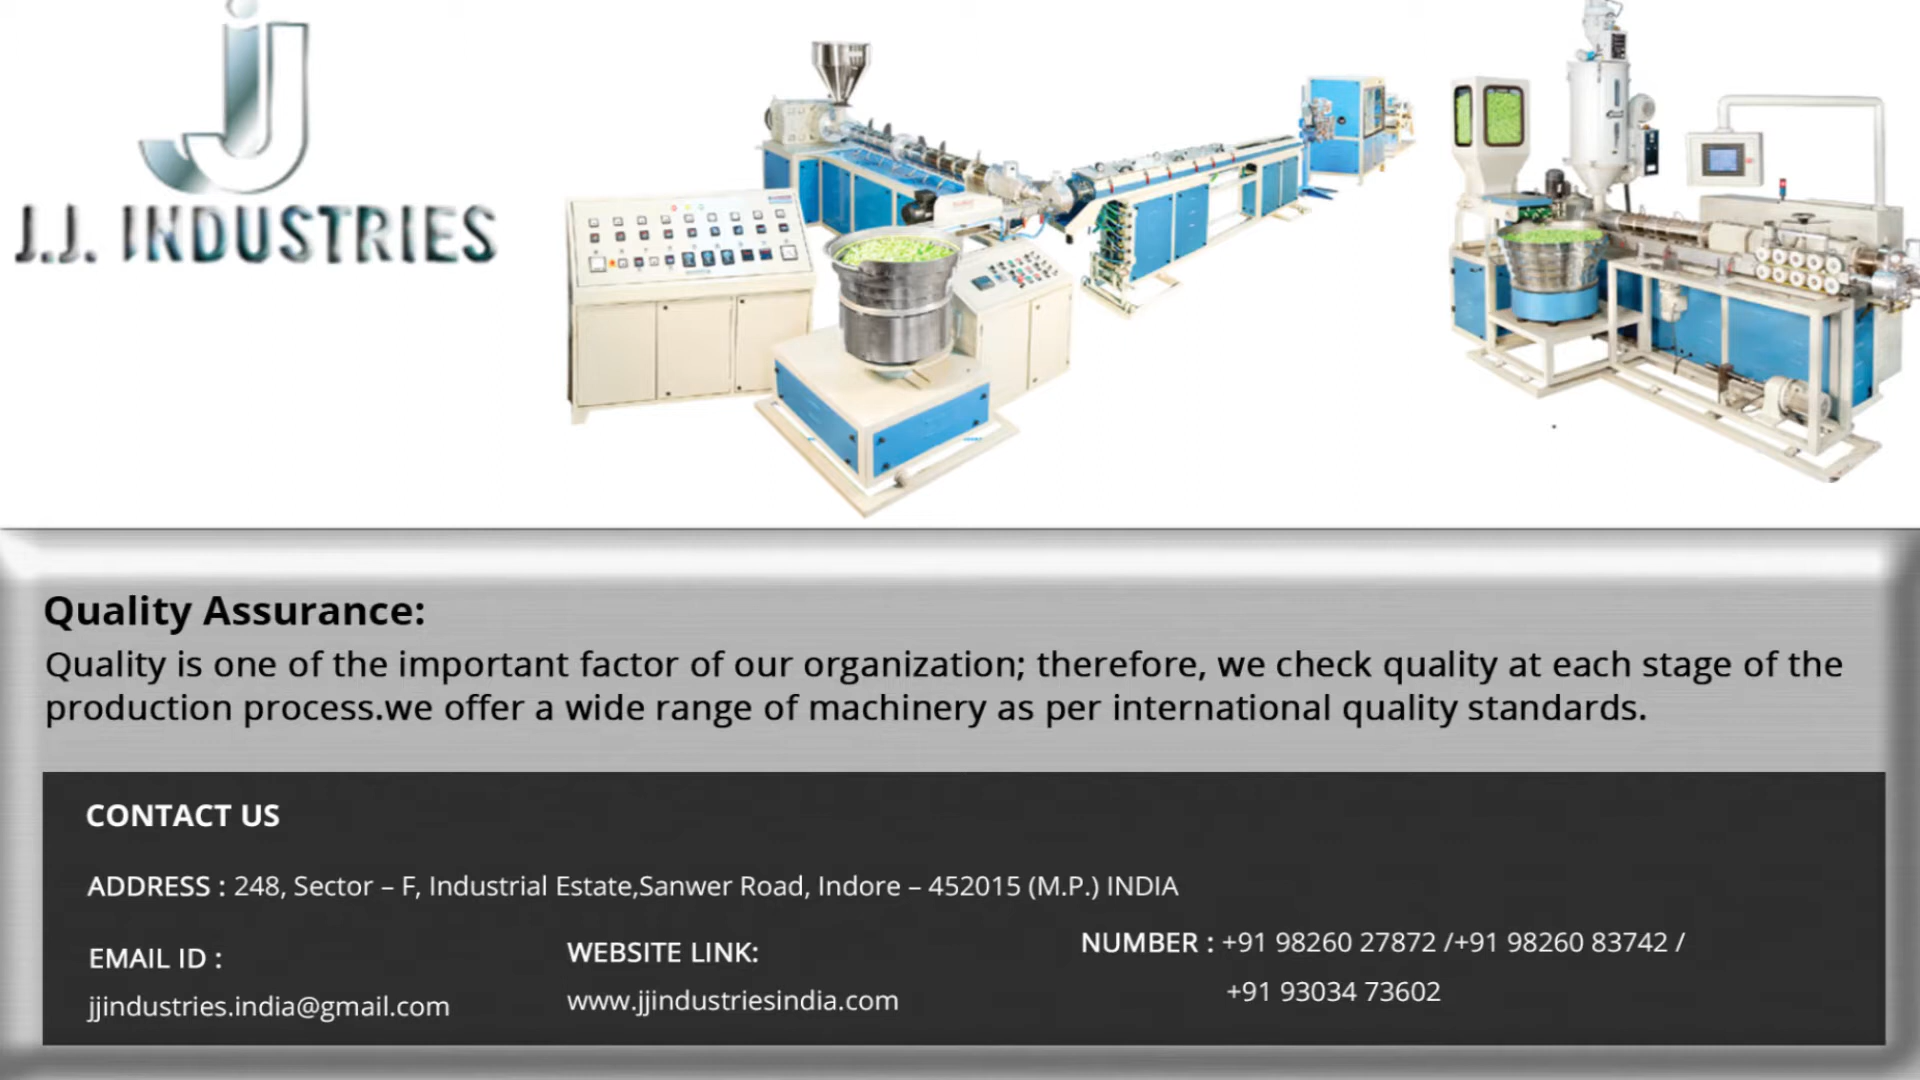 J.J. INDUSTRIES
Quality Assurance:
Quality is one of the important factor of our organization; therefore, we check quality at each stage of the
production process.we offer a wide range of machinery as per international quality standards.
CONTACT US
ADDRESS : 248, Sector – F, Industrial Estate,Sanwer Road, Indore – 452015 (M.P.) INDIA
EMAIL ID :
jjindustries.india@gmail.com
WEBSITE LINK:
www.jjindustriesindia.com
NUMBER : +91 98260 27872 /+91 98260 83742 /
+91 93034 73602